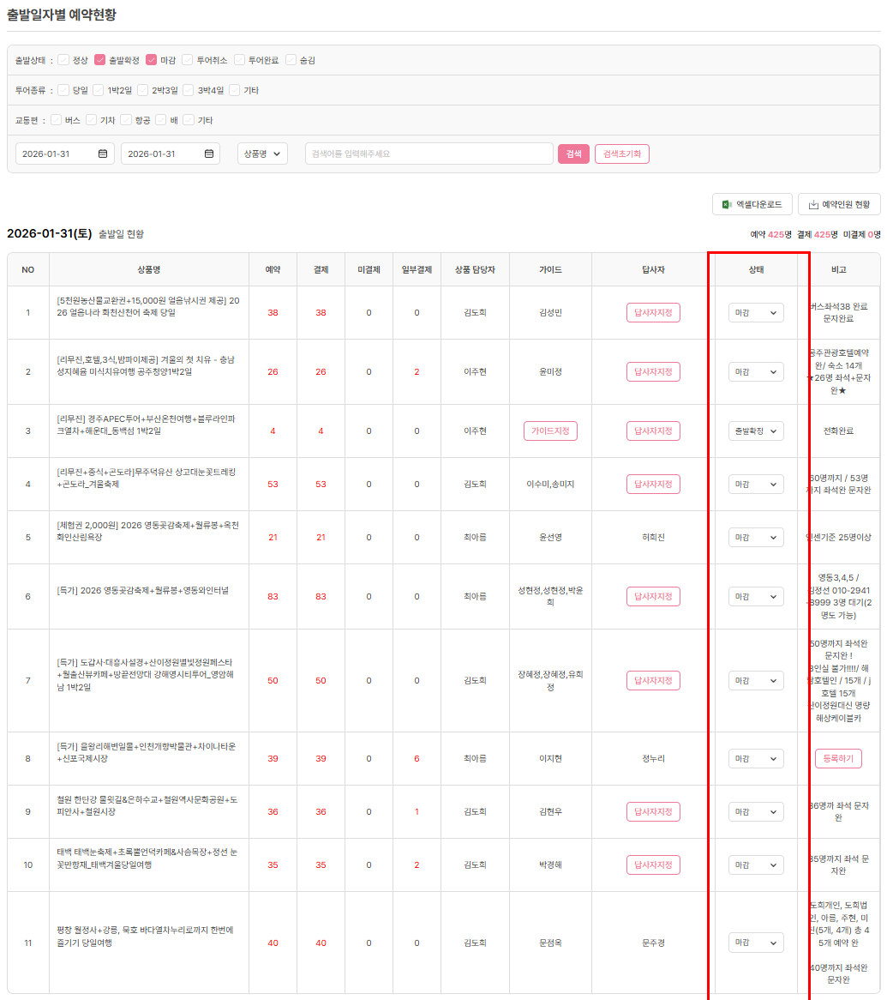 출발일자별 예약현황
출발상태 : 정상 출발확정 마감 투어취소 투어완료 숨김
투어종류 : 당일 1박2일 2박3일 3박4일 기타
교통편 : 버스 기차 항공 배 기타
2026-01-31 2026-01-31 상품명 검색어를 입력해주세요 검색 검색초기화
엑셀다운로드 예약인원 현황
2026-01-31(토) 출발일 현황 예약 425명 결제 425명 미결제 0명
NO 상품명 예약 결제 미결제 일부결제 상품 담당자 가이드 답사자 상태 비고
1 [5천원농산물교환권+15,000원 얼음낚시권 제공] 20
26 얼음나라 화천산천어 축제 당일 38 38 0 0 김도희 김성민 답사자지정 마감
버스좌석38 완료
문자완료
2 [리무진,호텔,3식,밤파이제공] 겨울의 첫 치유 - 충남
성지혜윰 미식치유여행 공주청양1박2일 26 26 0 2 이주현 윤미정 답사자지정 마감
공주관광호텔예약
완/ 숙소 14개
★26명 좌석+문자
완★
3 [리무진] 경주APEC투어+부산온천여행+블루라인파
크열차+해운대_동백섬 1박2일 4 4 0 0 이주현 가이드지정 답사자지정 출발확정 전화완료
4 [리무진+중식+곤도라]무주덕유산 상고대눈꽃트레킹
+곤도라_겨울축제 53 53 0 0 김도희 이수미,송미지 답사자지정 마감
60명까지 / 53명
까지 좌석완 문자완
5 [체험권 2,000원] 2026 영동곶감축제+월류봉+옥천
화인산림욕장 21 21 0 0 최아름 윤선영 허희진 마감
인센기준 25명이상
6 [특가] 2026 영동곶감축제+월류봉+영동와인터널 83 83 0 0 최아름 성현정,성현정,박윤
희 답사자지정 마감
영동3,4,5 /
김정선 010-2941
-8999 3명 대기(2
명도 가능)
7 [특가] 도갑사·대흥사설경+산이정원별빛정원페스타
+월출산뷰카페+땅끝전망대 강해영시티투어_영암해
남 1박2일 50 50 0 0 김도희 장혜정,장혜정,유희
정 답사자지정 마감
50명까지 좌석완
문자완 !
3인실 불가!!!!/ 해
남호텔인 / 15개 / j
호텔 15개
산이정원대신 명량
해상케이블카
8 [특가] 을왕리해변일몰+인천개항박물관+차이나타운
+신포국제시장 39 39 0 6 최아름 이지현 정누리 마감 등록하기
9 철원 한탄강 물윗길&은하수교+철원역사문화공원+도
피안사+철원시장 36 36 0 1 김도희 김현우 답사자지정 마감
36명까 좌석 문자
완
10 태백 태백눈축제+초록뿔언덕카페&사슴목장+정선 눈
꽃만항재_태백겨울당일여행 35 35 0 2 김도희 박경해 답사자지정 마감
35명까지 좌석 문
자완
11 평창 월정사+강릉, 묵호 바다열차누리로까지 한번에
즐기기 당일여행 40 40 0 0 김도희 문점옥 문주경 마감
도희개인, 도희법
인, 아름, 주현, 미
진(5개, 4개) 총 4
5개 예약 완
40명까지 좌석완
문자완